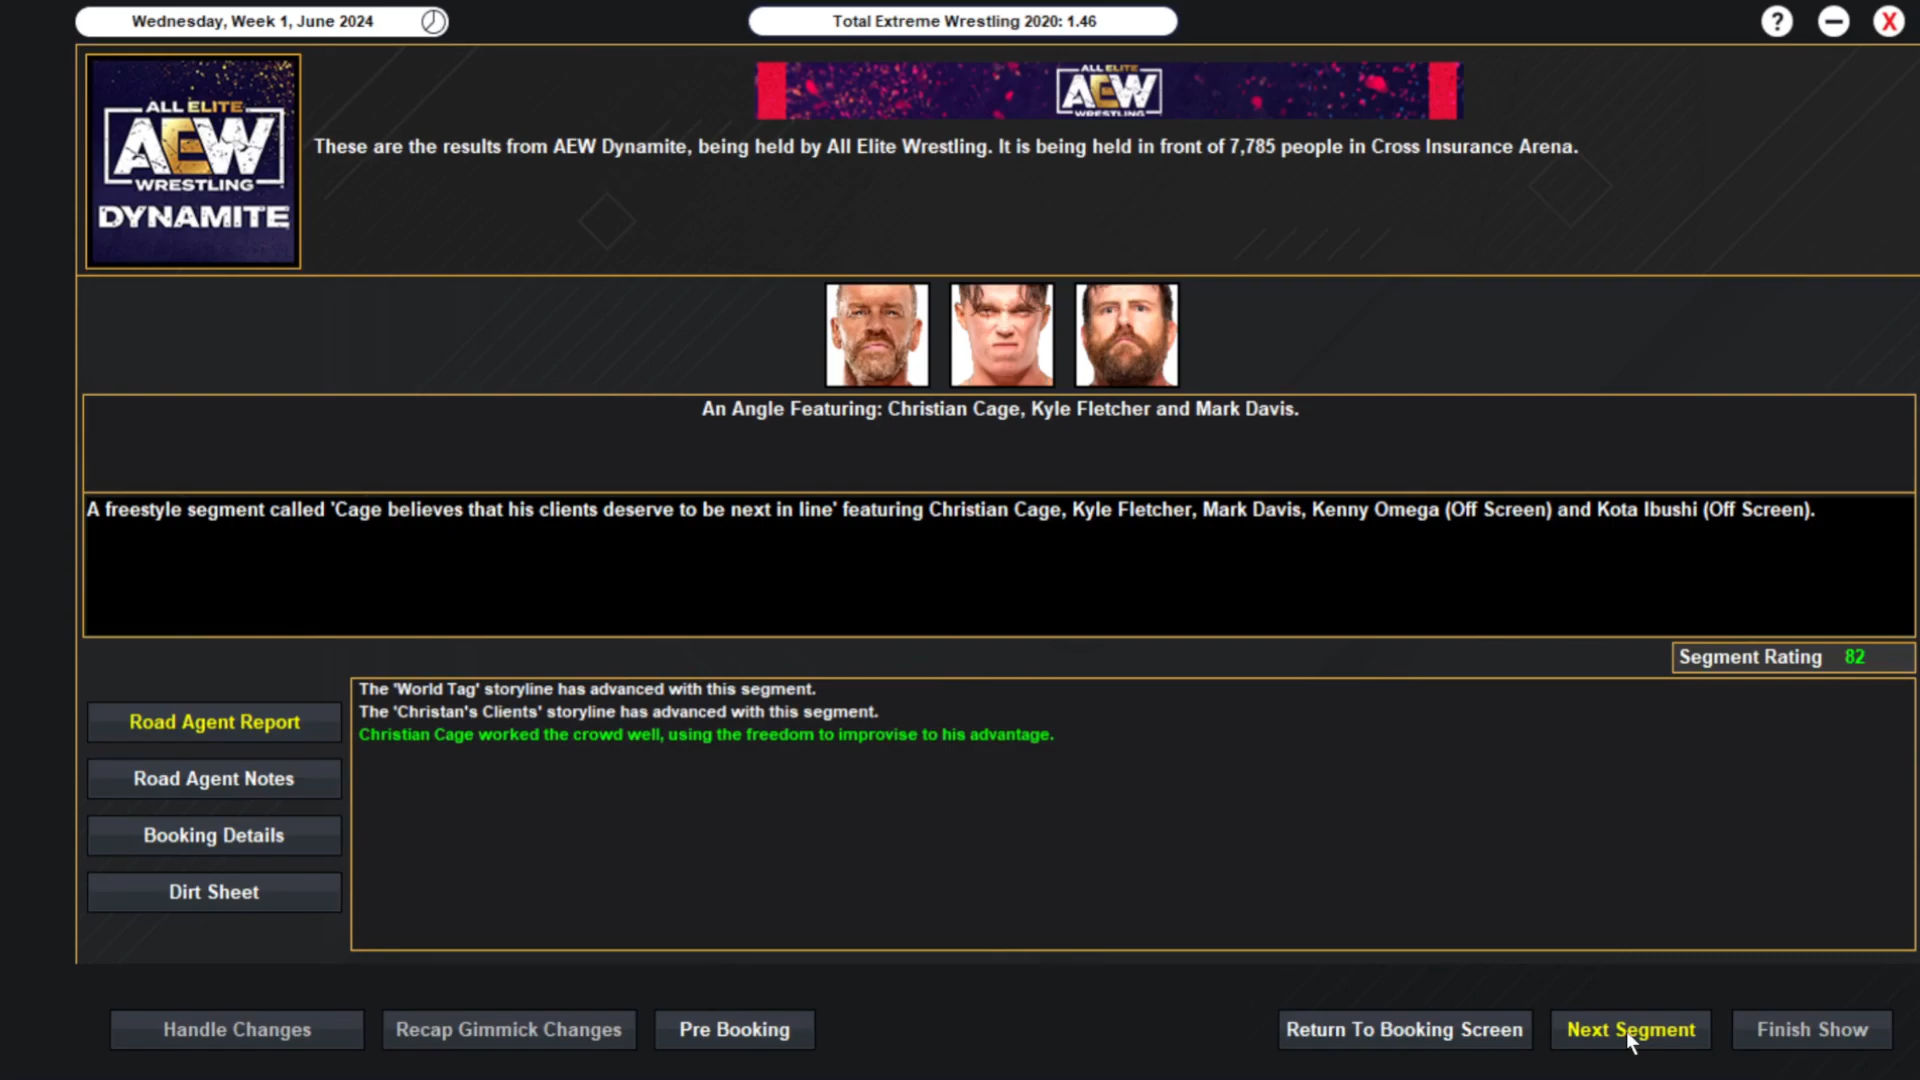 Wednesday, Week 1, June 2024
Total Extreme Wrestling 2020: 1.46
?
X
ALL ELITE
AEW
WRESTLING
DYNAMITE
ALL ELITE
AEW
WRESTLING
These are the results from AEW Dynamite, being held by All Elite Wrestling. It is being held in front of 7,785 people in Cross Insurance Arena.
An Angle Featuring: Christian Cage, Kyle Fletcher and Mark Davis.
A freestyle segment called 'Cage believes that his clients deserve to be next in line' featuring Christian Cage, Kyle Fletcher, Mark Davis, Kenny Omega (Off Screen) and Kota Ibushi (Off Screen).
Segment Rating 82
The 'World Tag' storyline has advanced with this segment.
The 'Christan's Clients' storyline has advanced with this segment.
Christian Cage worked the crowd well, using the freedom to improvise to his advantage.
Road Agent Report
Road Agent Notes
Booking Details
Dirt Sheet
Handle Changes
Recap Gimmick Changes
Pre Booking
Return To Booking Screen
Next Segment
Finish Show